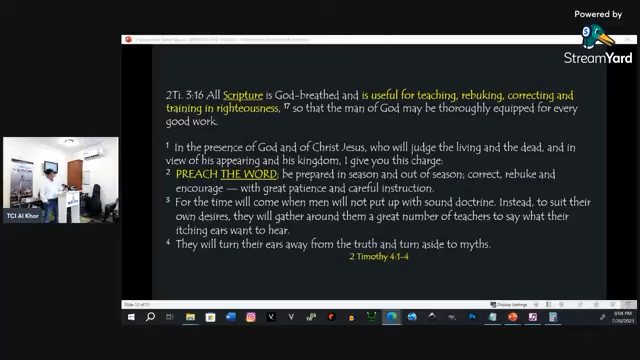 Powered by
StreamYard
2Ti. 3:16 All Scripture is God-breathed and is useful for teaching, rebuking, correcting and
training in righteousness, 17 so that the man of God may be thoroughly equipped for every
good work.
1 In the presence of God and of Christ Jesus, who will judge the living and the dead, and in
view of his appearing and his kingdom, I give you this charge:
2 PREACH THE WORD; be prepared in season and out of season; correct, rebuke and
encourage — with great patience and careful instruction.
3 For the time will come when men will not put up with sound doctrine. Instead, to suit their
own desires, they will gather around them a great number of teachers to say what their
itching ears want to hear.
4 They will turn their ears away from the truth and turn aside to myths.
2 Timothy 4:1-4
TCI Al Khor
Display Settings